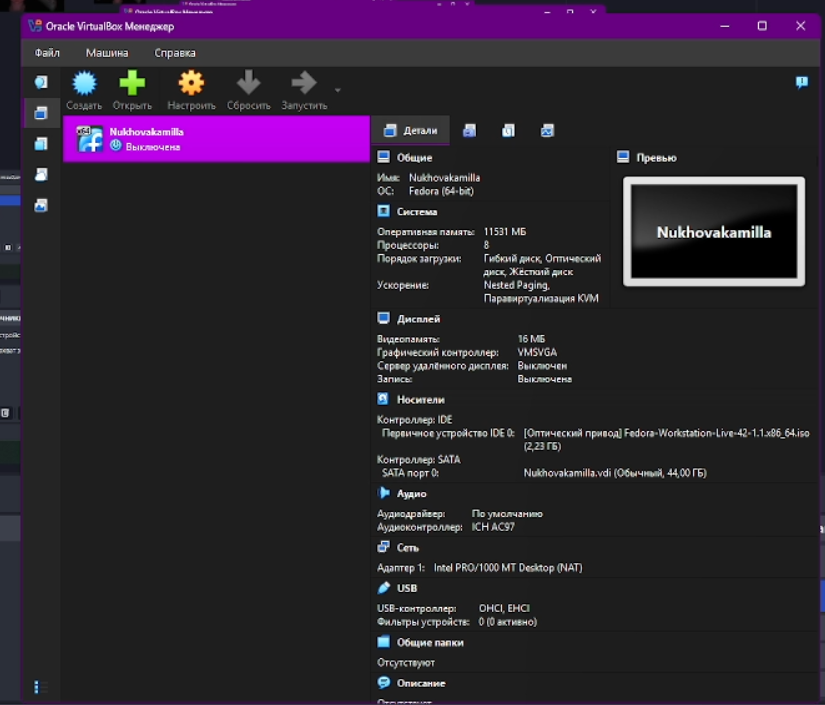 Oracle VirtualBox Менеджер
Файл Машина Справка
Создать Открыть Настроить Сбросить Запустить
Nukhovakamilla
Выключена
Детали
Общие
Имя: Nukhovakamilla
ОС: Fedora (64-bit)
Превью
Nukhovakamilla
Система
Оперативная память: 11531 МБ
Процессоры: 8
Порядок загрузки: Гибкий диск, Оптический
диск, Жёсткий диск
Ускорение: Nested Paging,
Паравиртуализация KVM
Дисплей
Видеопамять: 16 МБ
Графический контроллер: VMSVGA
Сервер удалённого дисплея: Выключен
Запись: Выключена
Носители
Контроллер: IDE
Первичное устройство IDE 0: [Оптический привод] Fedora-Workstation-Live-42-1.1.x86_64.iso
(2,23 ГБ)
Контроллер: SATA
SATA порт 0: Nukhovakamilla.vdi (Обычный, 44,00 ГБ)
Аудио
Аудиодрайвер: По умолчанию
Аудиоконтроллер: ICH AC97
Сеть
Адаптер 1: Intel PRO/1000 MT Desktop (NAT)
USB
USB-контроллер: OHCI, EHCI
Фильтры устройств: 0 (0 активно)
Общие папки
Отсутствуют
Описание